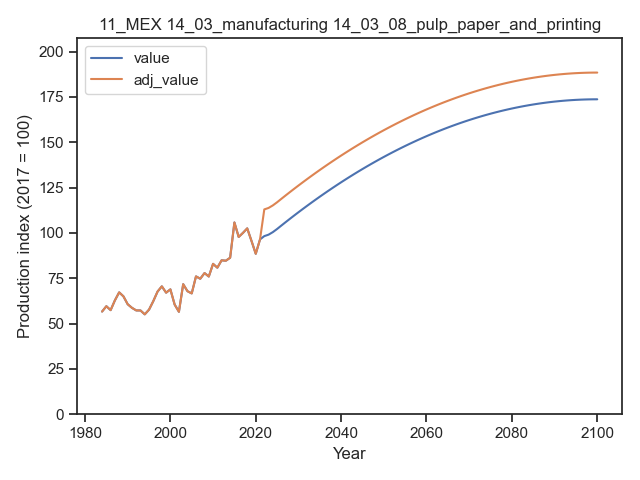 11_MEX 14_03_manufacturing 14_03_08_pulp_paper_and_printing
value
adj_value
Production index (2017 = 100)
200
175
150
125
100
75
50
25
0
1980 2000 2020 2040 2060 2080 2100
Year